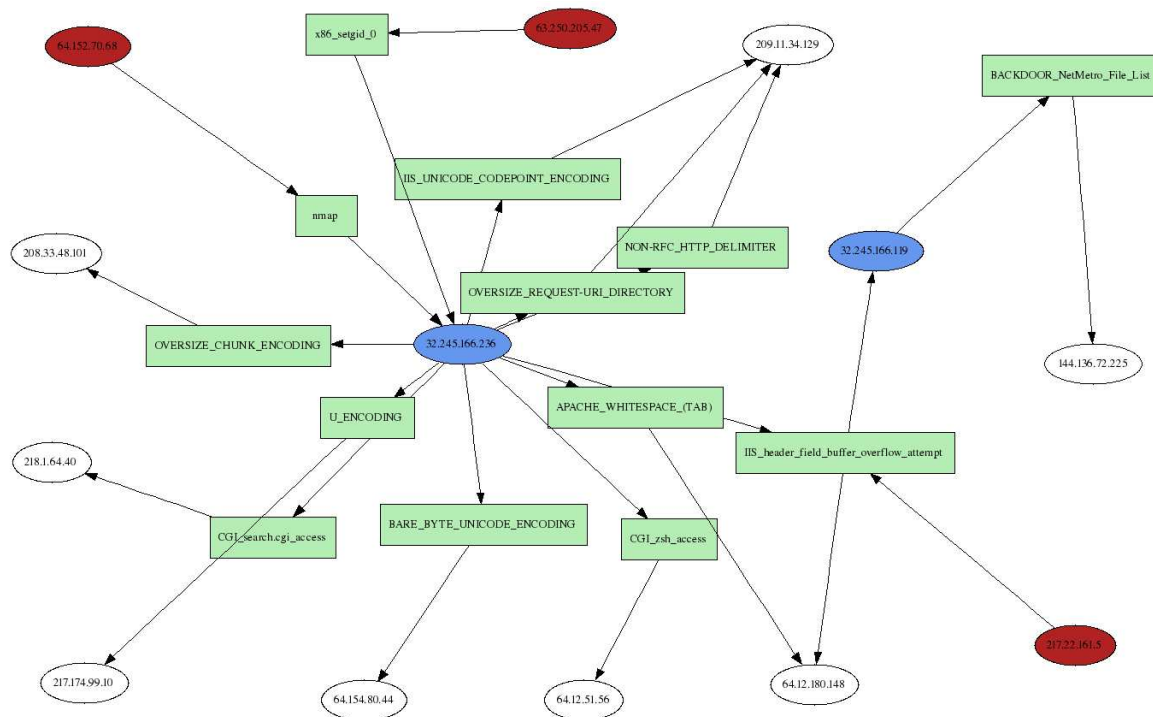 64.152.70.68
x86_setgid_0
63.250.205.47
209.11.34.129
BACKDOOR_NetMetro_File_List
IIS_UNICODE_CODEPOINT_ENCODING
nmap
208.33.48.101
NON-RFC_HTTP_DELIMITER
32.245.166.119
OVERSIZE_REQUEST-URI_DIRECTORY
OVERSIZE_CHUNK_ENCODING
32.245.166.236
144.136.72.225
U_ENCODING
APACHE_WHITESPACE_(TAB)
IIS_header_field_buffer_overflow_attempt
218.1.64.40
CGI_search.cgi_access
BARE_BYTE_UNICODE_ENCODING
CGI_zsh_access
217.22.161.5
217.174.99.10
64.154.80.44
64.12.51.56
64.12.180.148